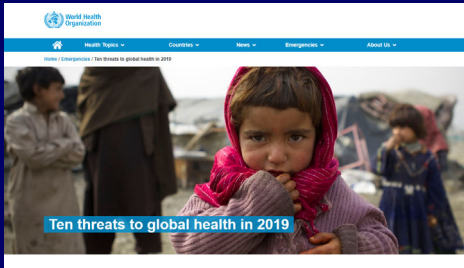 World Health
Organization
Health Topics
Countries
News
Emergencies
About Us
Home / Emergencies / Ten threats to global health in 2019
Ten threats to global health in 2019